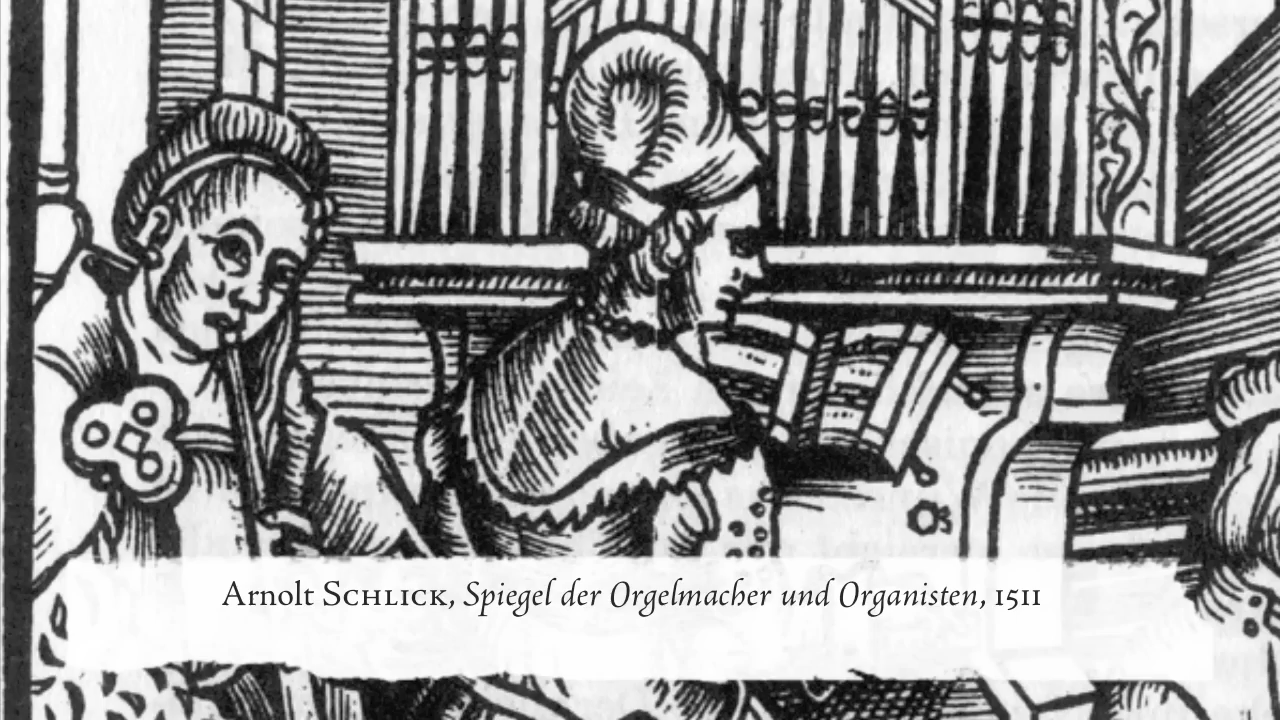 Arnolt Schlick, Spiegel der Orgelmacher und Organisten, 1511